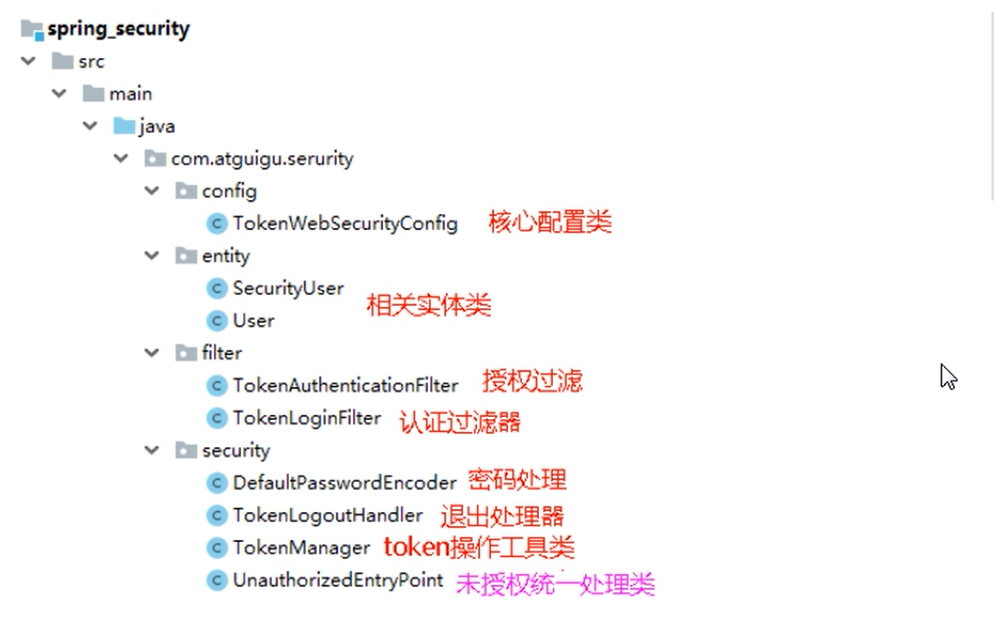 spring_security
src
main
java
com.atguigu.serurity
config
TokenWebSecurityConfig 核心配置类
entity
SecurityUser
相关实体类
User
filter
TokenAuthenticationFilter 授权过滤
TokenLoginFilter 认证过滤器
security
DefaultPasswordEncoder 密码处理
TokenLogoutHandler 退出处理器
TokenManager token操作工具类
UnauthorizedEntryPoint 未授权统一处理类